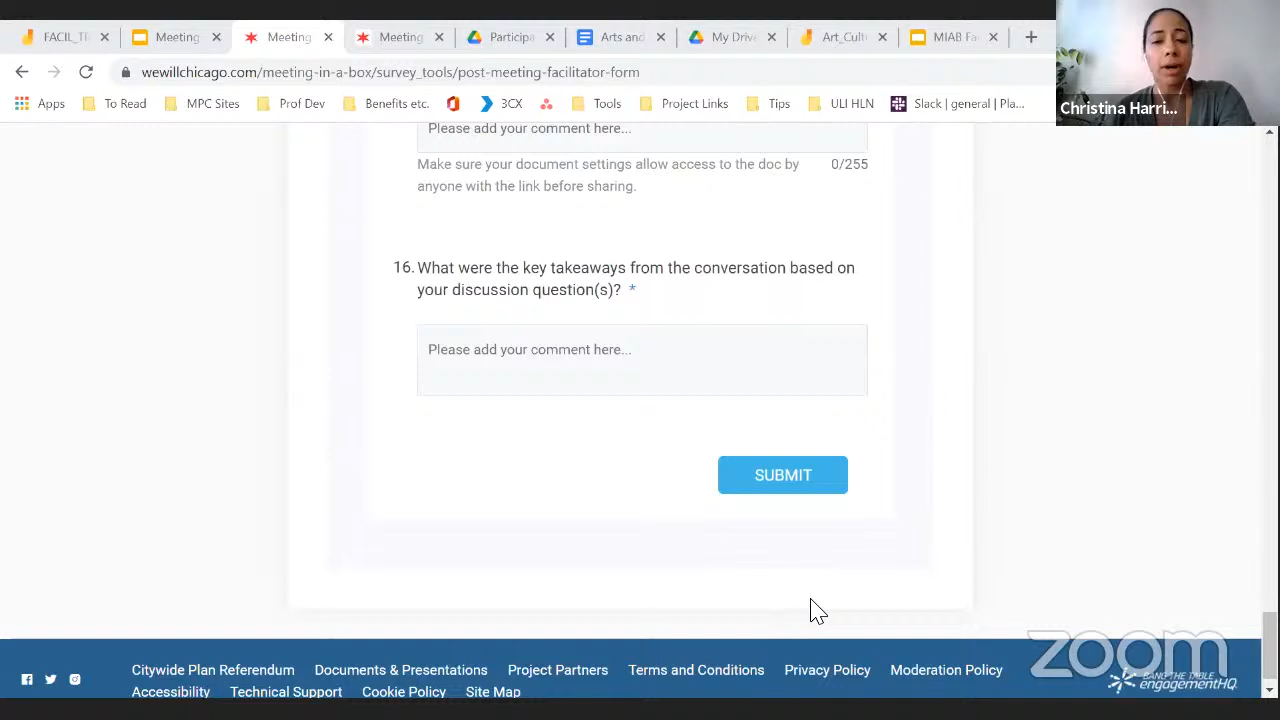 FACIL_TI
Meeting
Meeting
Meeting
Participa
Arts and
My Drive
Art_Cult
MIAB Fa
wewillchicago.com/meeting-in-a-box/survey_tools/post-meeting-facilitator-form
Apps
To Read
MPC Sites
Prof Dev
Benefits etc.
3CX
Tools
Project Links
Tips
ULI HLN
Slack | general | Pla...
Christina Harri...
Please add your comment here...
Make sure your document settings allow access to the doc by
0/255
anyone with the link before sharing.
16. What were the key takeaways from the conversation based on
your discussion question(s)? *
Please add your comment here...
SUBMIT
zoom
Citywide Plan Referendum Documents & Presentations Project Partners Terms and Conditions Privacy Policy Moderation Policy
Accessibility Technical Support Cookie Policy Site Map
BANG THE TABLE
engagementHQ